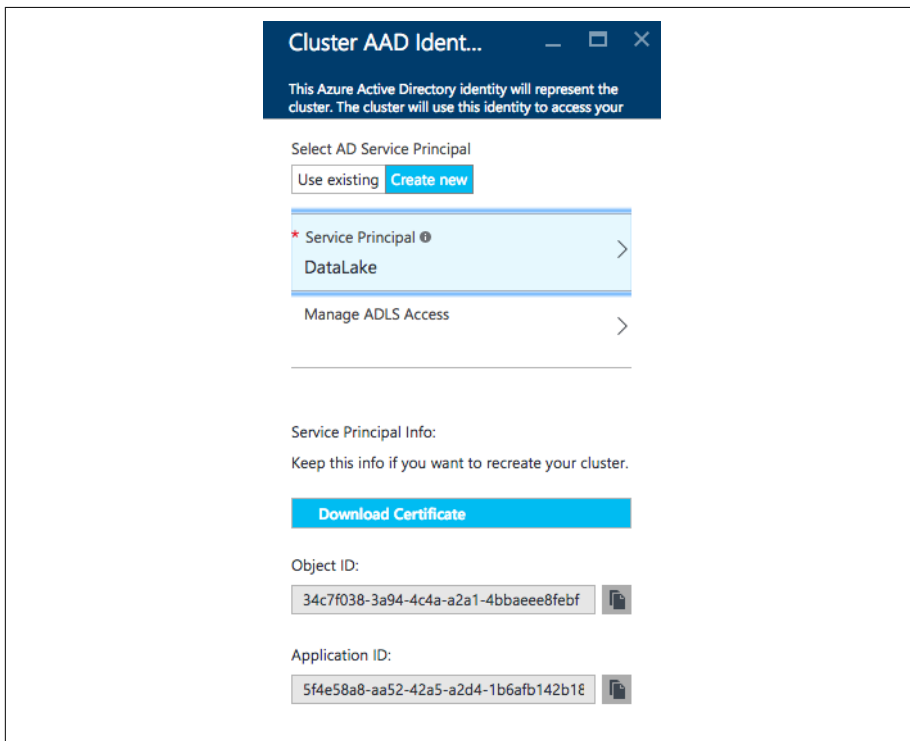 Cluster AAD Ident...
This Azure Active Directory identity will represent the
cluster. The cluster will use this identity to access your
Select AD Service Principal
Use existing Create new
* Service Principal
DataLake
Manage ADLS Access
Service Principal Info:
Keep this info if you want to recreate your cluster.
Download Certificate
Object ID:
34c7f038-3a94-4c4a-a2a1-4bbaeee8febf
Application ID:
5f4e58a8-aa52-42a5-a2d4-1b6afb142b18